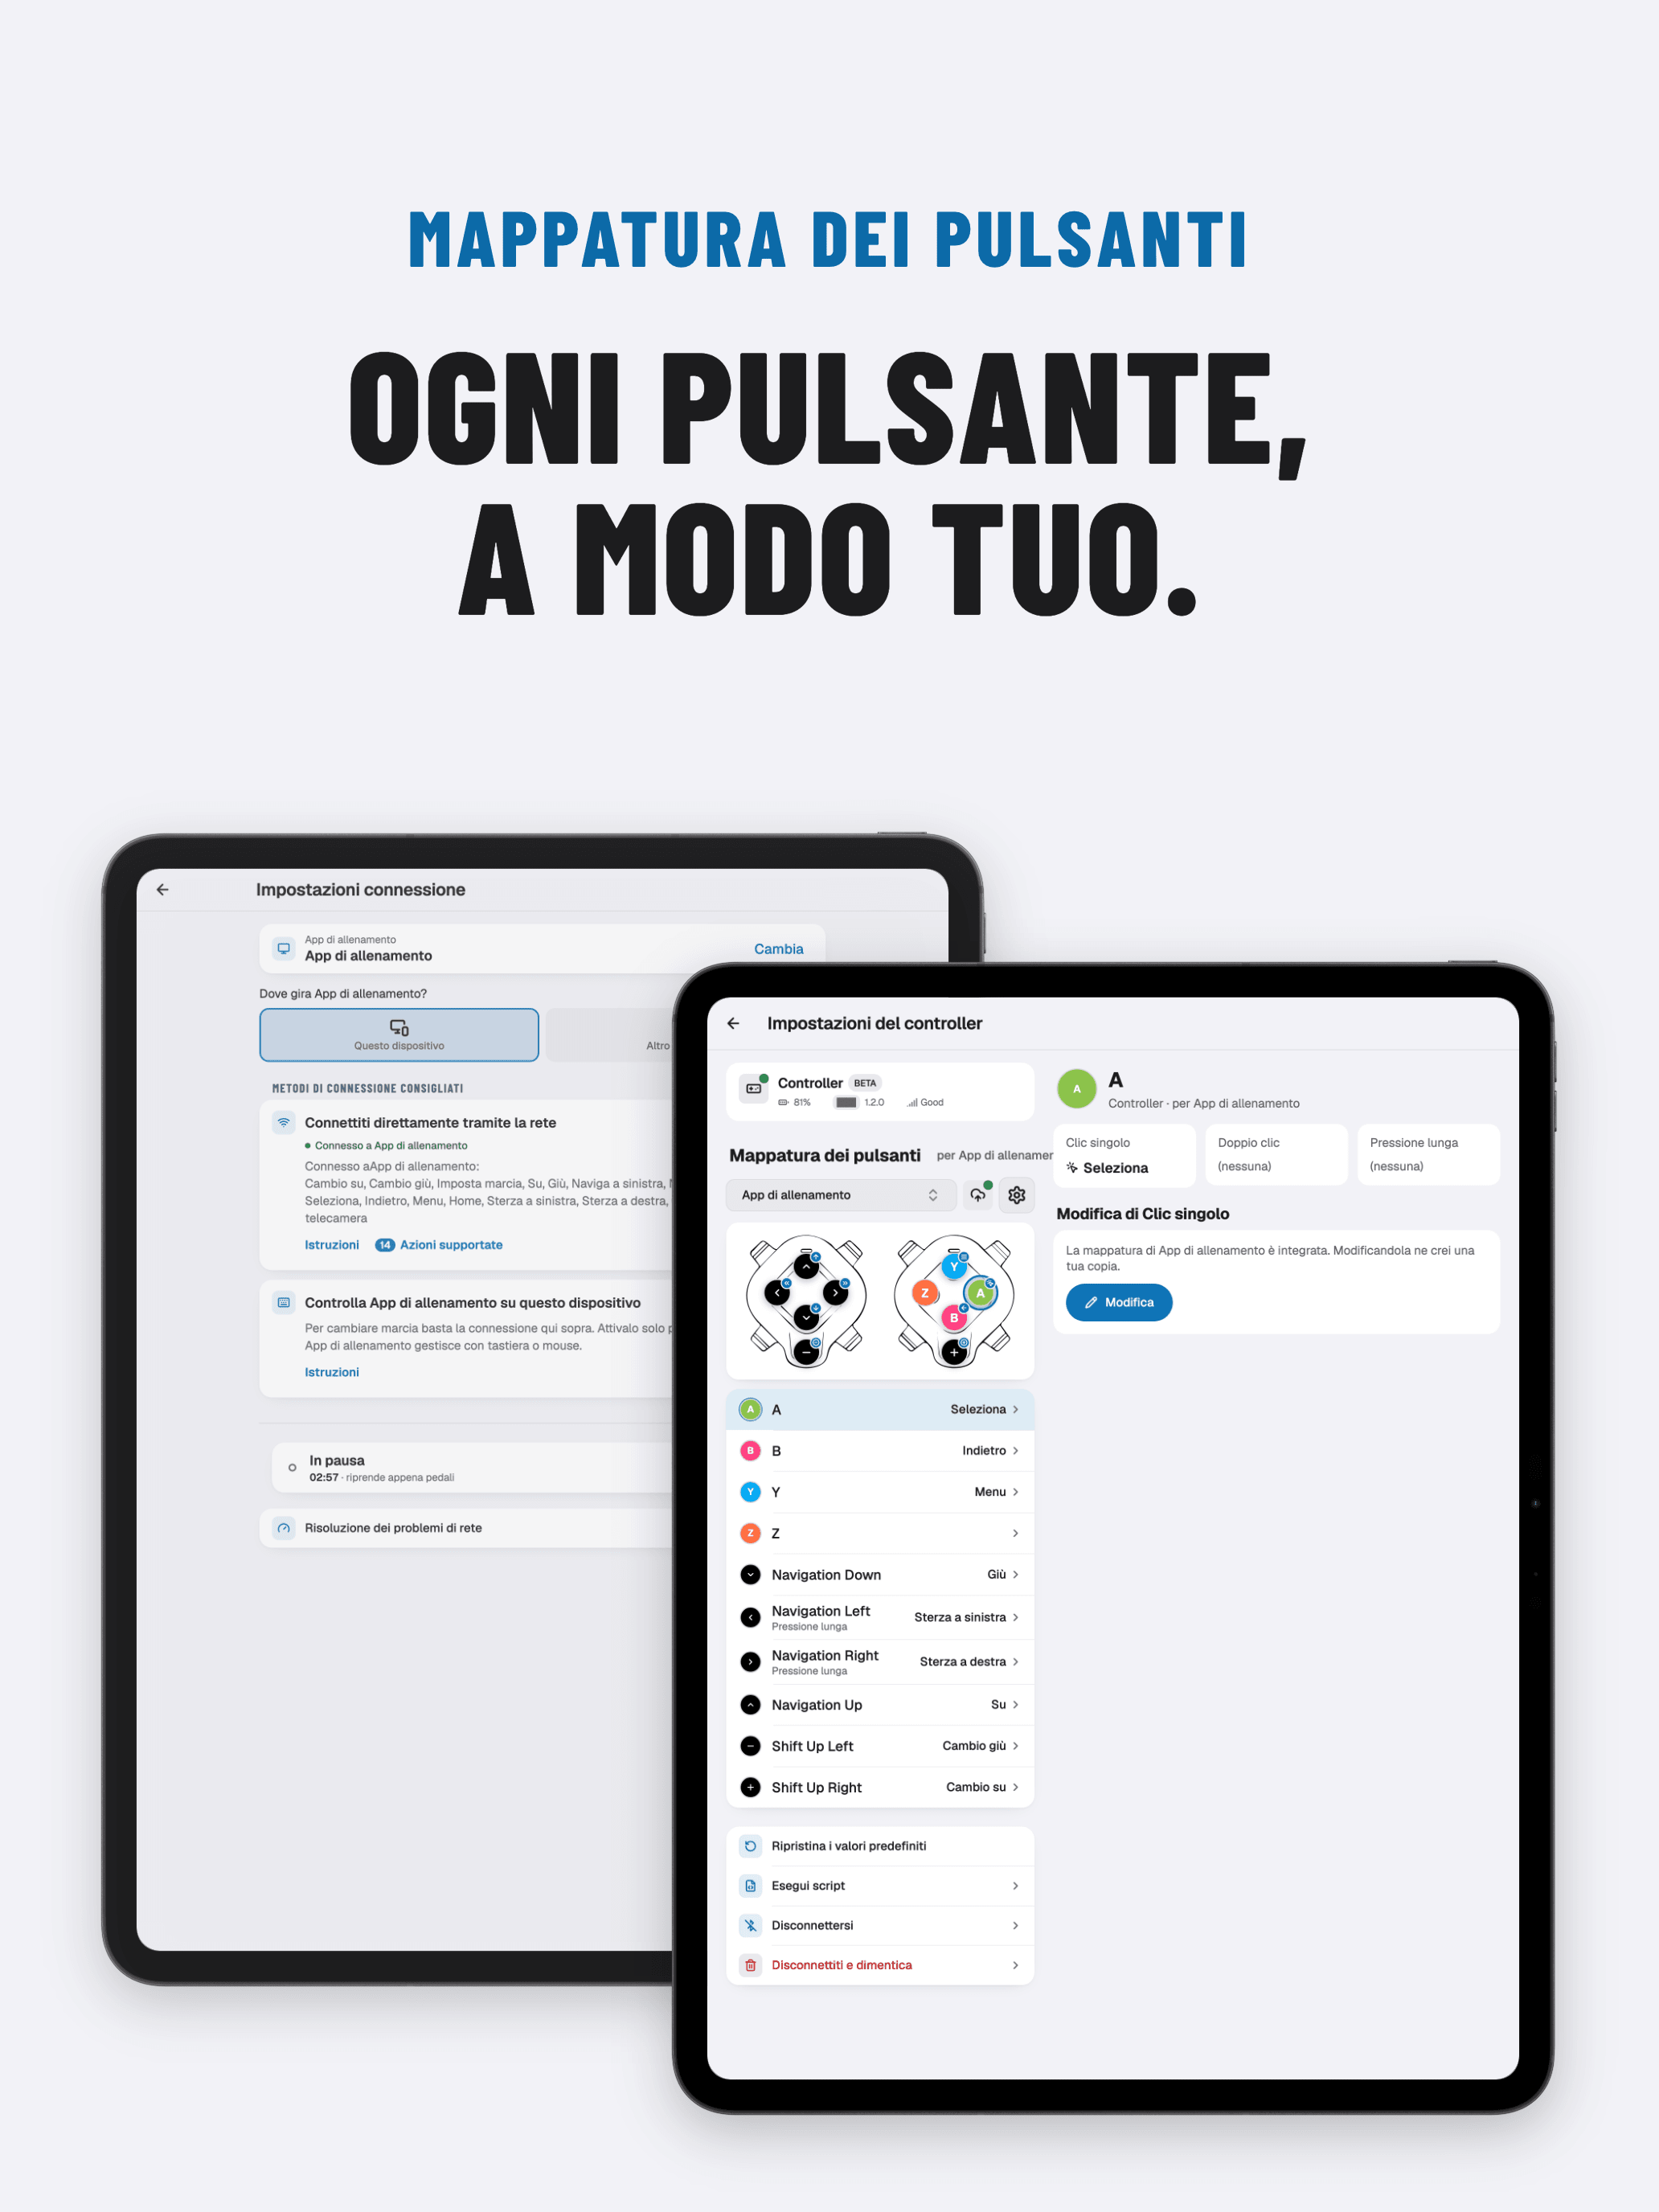 MAPPATURA DEI PULSANTI
OGNI PULSANTE,
A MODO TUO.
Impostazioni connessione
App di allenamento
App di allenamento
Cambia
Dove gira App di allenamento?
Questo dispositivo
Altro
METODI DI CONNESSIONE CONSIGLIATI
Connettiti direttamente tramite la rete
Connesso a App di allenamento
Connesso aApp di allenamento:
Cambio su, Cambio giù, Imposta marcia, Su, Giù, Naviga a sinistra,
Seleziona, Indietro, Menu, Home, Sterza a sinistra, Sterza a destra,
telecamera
Istruzioni
14 Azioni supportate
Controlla App di allenamento su questo dispositivo
Per cambiare marcia basta la connessione qui sopra. Attivalo solo
App di allenamento gestisce con tastiera o mouse.
Istruzioni
In pausa
02:57 · riprende appena pedali
Risoluzione dei problemi di rete
Impostazioni del controller
Controller BETA
81% 1.2.0 Good
Mappatura dei pulsanti per App di allenamen
App di allenamento
Y
Z A
B
A Seleziona
A
B Indietro
B
Y Menu
Y
Z
Z
Navigation Down Giù
Navigation Left Sterza a sinistra
Pressione lunga
Navigation Right Sterza a destra
Pressione lunga
Navigation Up Su
Shift Up Left Cambio giù
Shift Up Right Cambio su
Ripristina i valori predefiniti
Esegui script
Disconnettersi
Disconnettiti e dimentica
A
A
Controller · per App di allenamento
Clic singolo
Seleziona
Doppio clic
(nessuna)
Pressione lunga
(nessuna)
Modifica di Clic singolo
La mappatura di App di allenamento è integrata. Modificandola ne crei una
tua copia.
Modifica